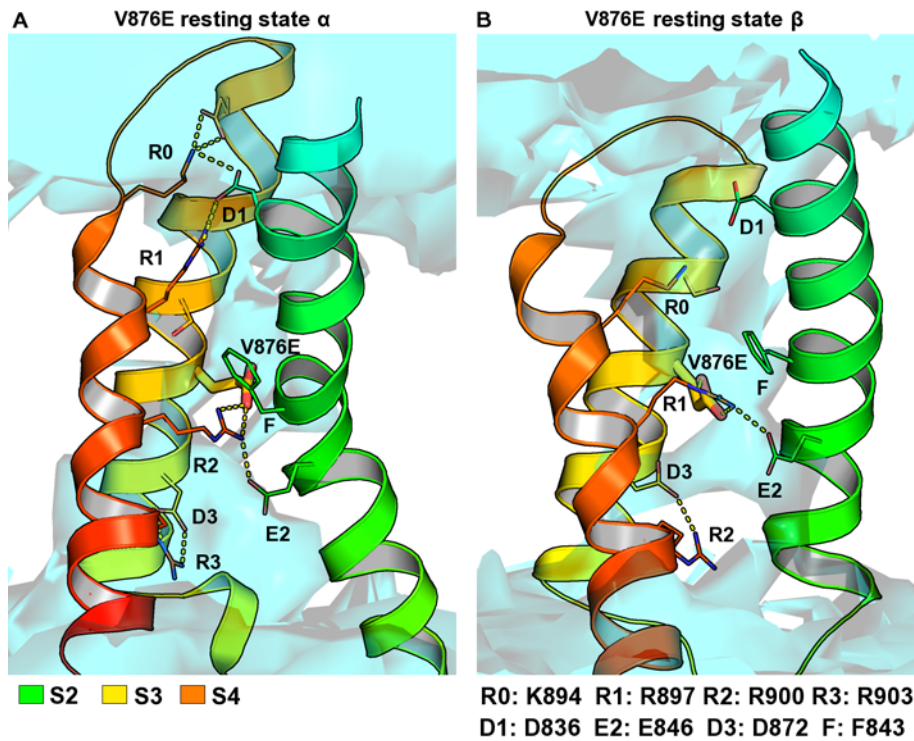 A
V876E resting state α
R0
D1
R1
V876E
F
R2
E2
D3
R3
S2 S3 S4
B
V876E resting state β
D1
R0
V876E
F
R1
D3
E2
R2
R0: K894 R1: R897 R2: R900 R3: R903
D1: D836 E2: E846 D3: D872 F: F843